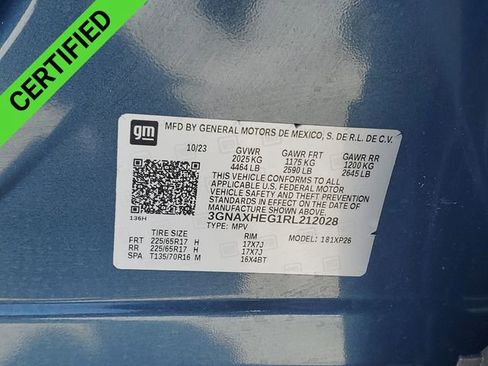 CERTIFIED
gm
MFD BY GENERAL MOTORS DE MEXICO, S. DE R.L. DE C.V.
10/23 GVWR GAWR FRT GAWR RR
2025 KG 1175 KG 1200 KG
4464 LB 2590 LB 2645 LB
THIS VEHICLE CONFORMS TO ALL
APPLICABLE U.S. FEDERAL MOTOR
VEHICLE SAFETY AND THEFT PREVENTION
STANDARDS IN EFFECT ON THE DATE OF
MANUFACTURE SHOWN ABOVE.
3GNAXHEG1RL212028
TYPE: MPV MODEL: 1B1XP26
136H
TIRE SIZE RIM
FRT 225/65R17 H 17X7J
RR 225/65R17 H 17X7J
SPA T135/70R16 M 16X4BT